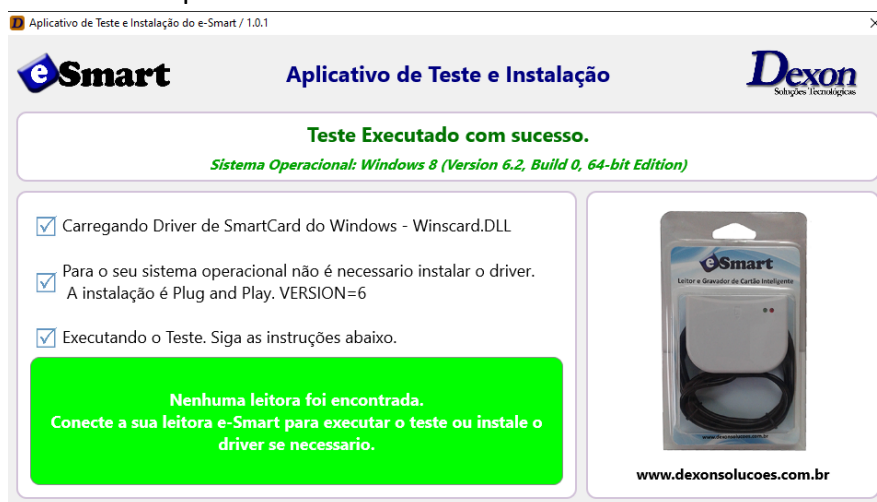 Aplicativo de Teste e Instalação do e-Smart / 1.0.1
eSmart
Aplicativo de Teste e Instalação
Dexon
Soluções Tecnológicas
Teste Executado com sucesso.
Sistema Operacional: Windows 8 (Version 6.2, Build 0, 64-bit Edition)
Carregando Driver de SmartCard do Windows - Winscard.DLL
Para o seu sistema operacional não é necessario instalar o driver.
A instalação é Plug and Play. VERSION=6
Executando o Teste. Siga as instruções abaixo.
Nenhuma leitora foi encontrada.
Conecte a sua leitora e-Smart para executar o teste ou instale o
driver se necessario.
eSmart
Leitor e Gravador de Cartão Inteligente
www.dexonsolucoes.com.br
www.dexonsolucoes.com.br